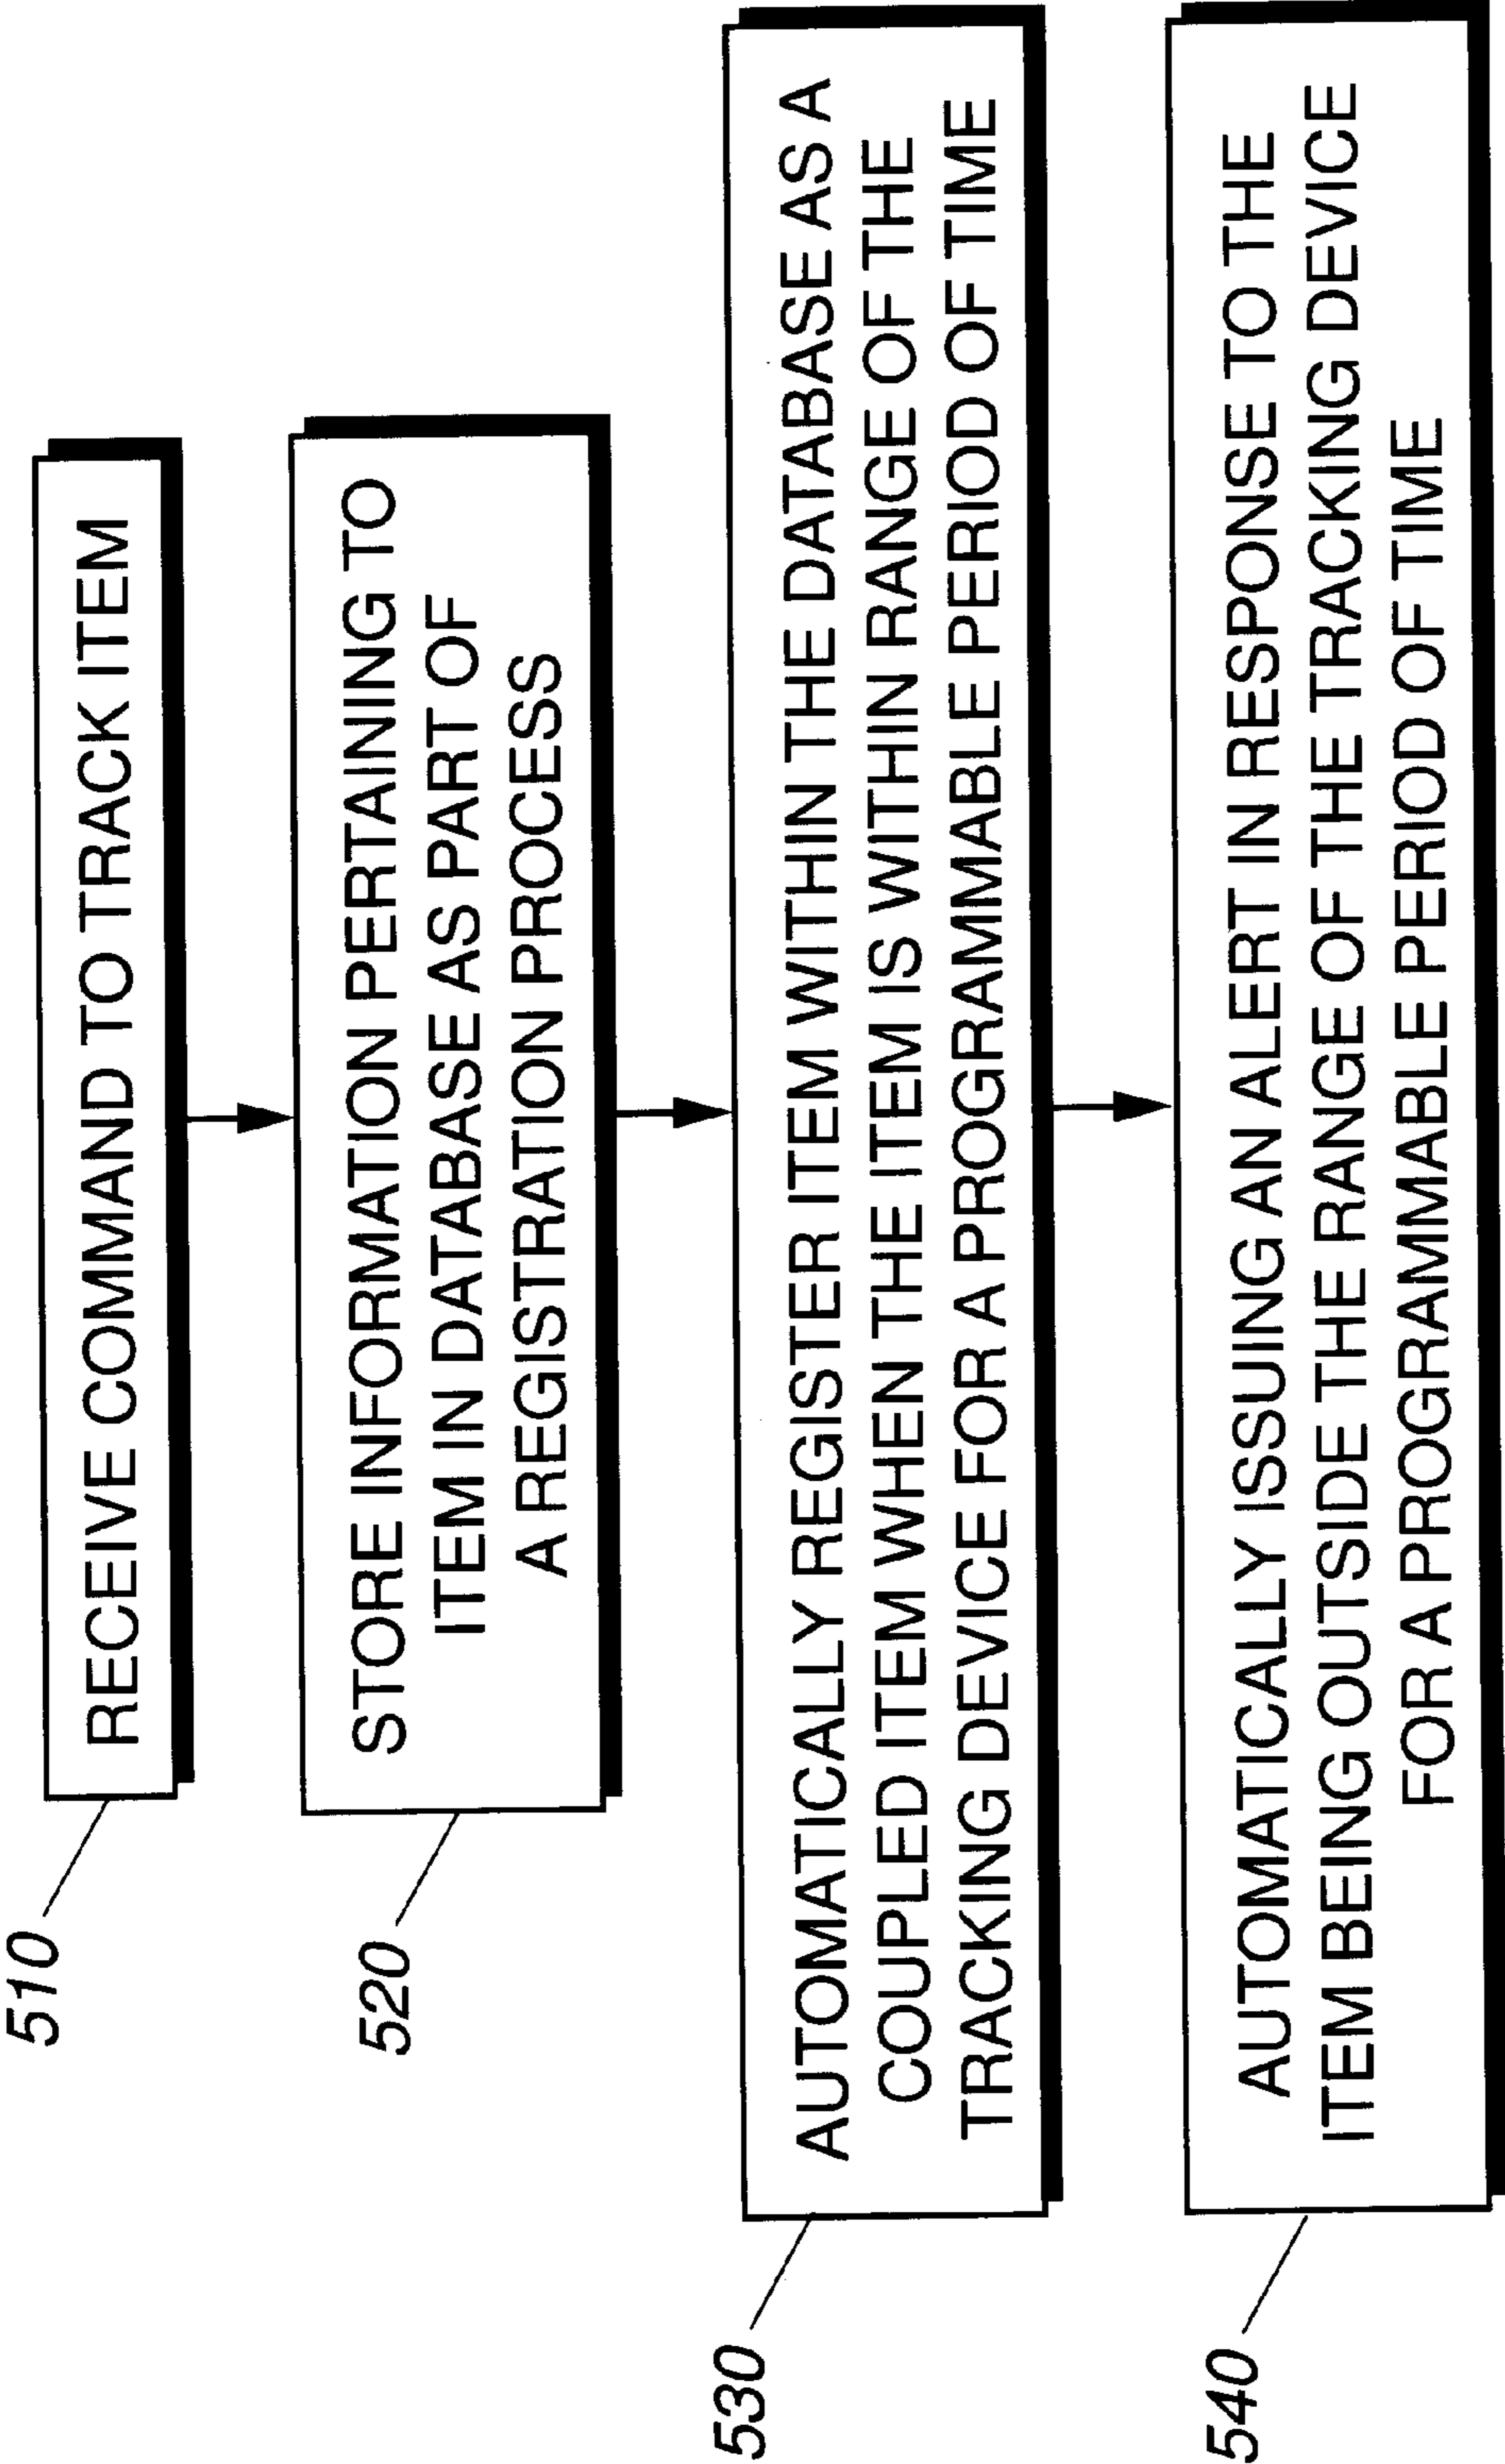 510
RECEIVE COMMAND TO TRACK ITEM
520
STORE INFORMATION PERTAINING TO
ITEM IN DATABASE AS PART OF
A REGISTRATION PROCESS
530
AUTOMATICALLY REGISTER ITEM WITHIN THE DATABASE AS A
COUPLED ITEM WHEN THE ITEM IS WITHIN RANGE OF THE
TRACKING DEVICE FOR A PROGRAMMABLE PERIOD OF TIME
540
AUTOMATICALLY ISSUING AN ALERT IN RESPONSE TO THE
ITEM BEING OUTSIDE THE RANGE OF THE TRACKING DEVICE
FOR A PROGRAMMABLE PERIOD OF TIME